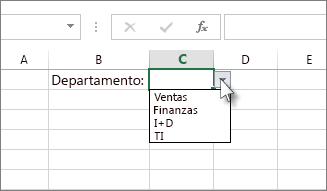 fx
A B C D E
Departamento:
Ventas
Finanzas
I+D
TI